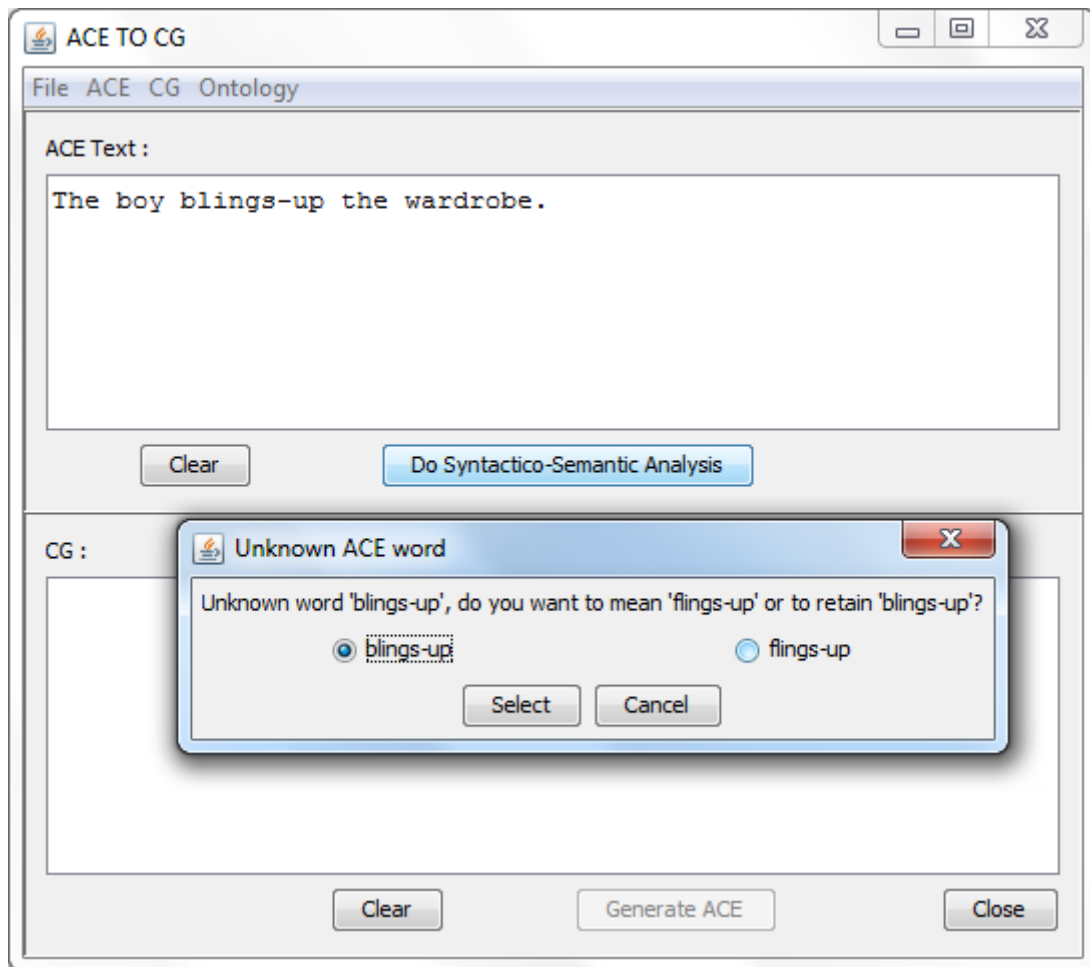 ACE TO CG
File ACE CG Ontology
ACE Text :
The boy blings-up the wardrobe.
Clear Do Syntactico-Semantic Analysis
CG :
Unknown ACE word
Unknown word 'blings-up', do you want to mean 'flings-up' or to retain 'blings-up'?
blings-up flings-up
Select Cancel
Clear Generate ACE Close